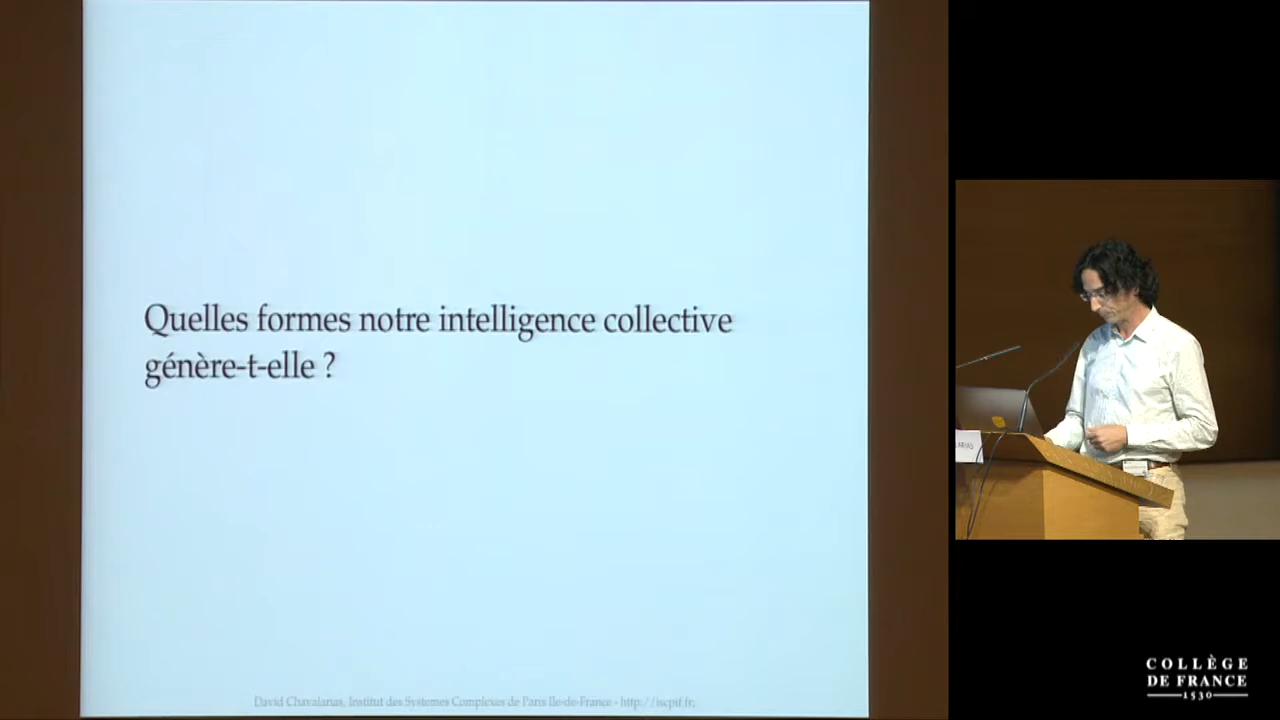 Quelles formes notre intelligence collective
génère-t-elle ?
David Chavalarias, Institut des Systemes Complexes de Paris Ile-de-France - http://iscpif.fr,
COLLÈGE
DE FRANCE
1530